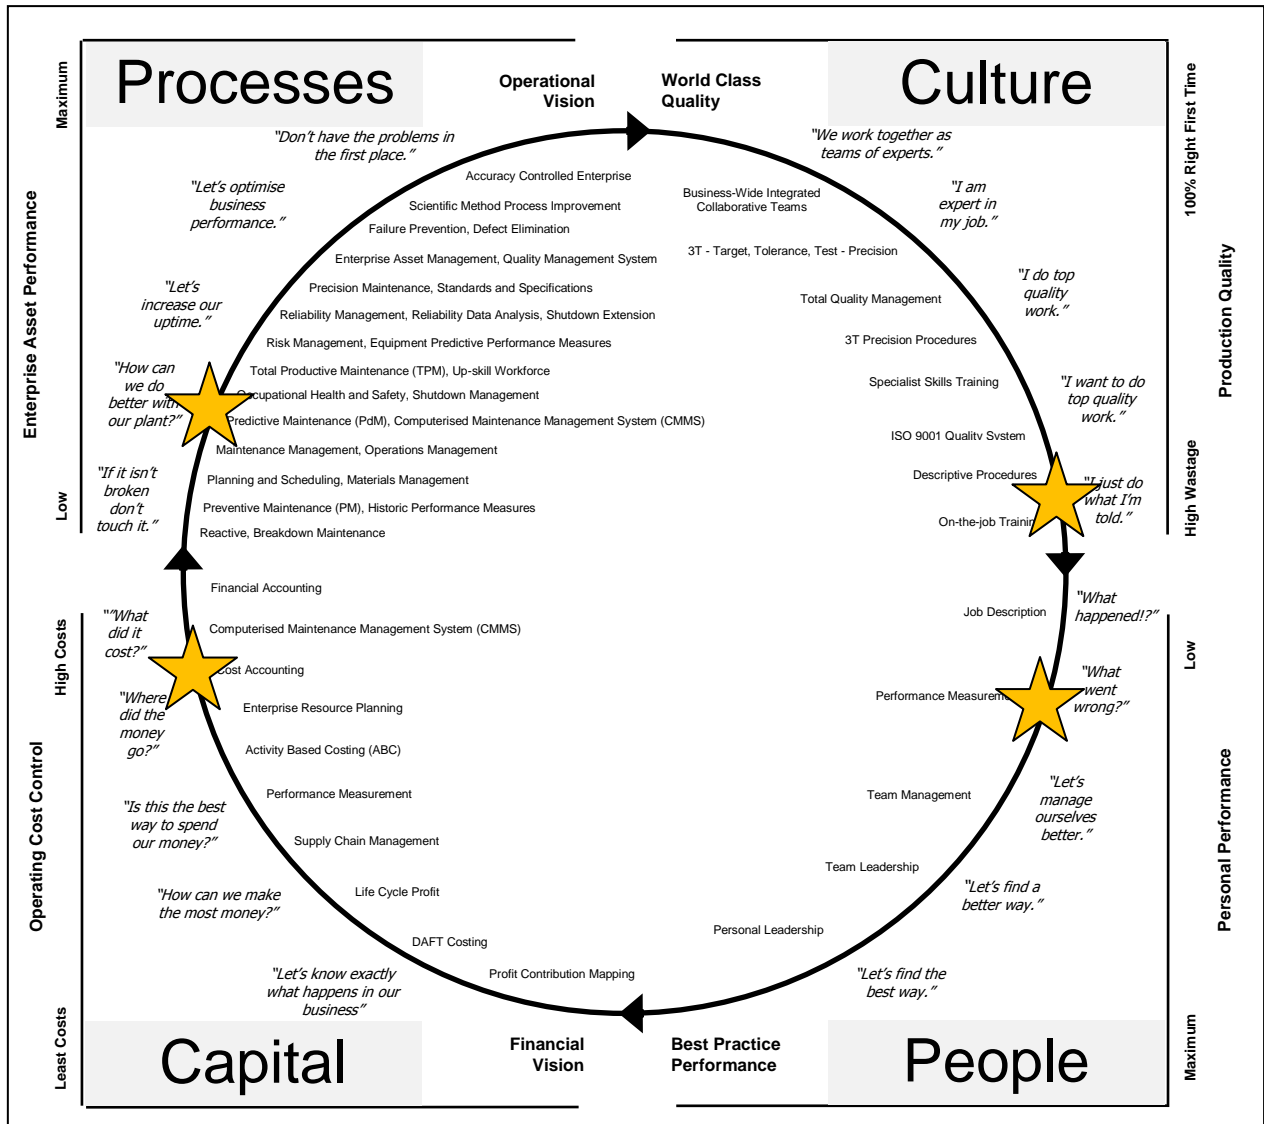 Processes
Operational
Vision
World Class
Quality
Culture
Maximum
Enterprise Asset Performance
Low
"Don't have the problems in
the first place."
"Let's optimise
business
performance."
"Let's
increase our
uptime."
"How can
we do
better with
our plant?"
"If it isn't
broken
don't
touch it."
Accuracy Controlled Enterprise
Scientific Method Process Improvement
Failure Prevention, Defect Elimination
Enterprise Asset Management, Quality Management System
Precision Maintenance, Standards and Specifications
Reliability Management, Reliability Data Analysis, Shutdown Extension
Risk Management, Equipment Predictive Performance Measures
Total Productive Maintenance (TPM), Up-skill Workforce
Occupational Health and Safety, Shutdown Management
Predictive Maintenance (PdM), Computerised Maintenance Management System (CMMS)
Maintenance Management, Operations Management
Planning and Scheduling, Materials Management
Preventive Maintenance (PM), Historic Performance Measures
Reactive, Breakdown Maintenance
"We work together as
teams of experts."
"I am
expert in
my job."
"I do top
quality
work."
"I want to do
top quality
work."
"I just do
what I'm
told."
Business-Wide Integrated
Collaborative Teams
3T - Target, Tolerance, Test - Precision
Total Quality Management
3T Precision Procedures
Specialist Skills Training
ISO 9001 Quality System
Descriptive Procedures
On-the-job Trainin
100% Right First Time
Production Quality
High Wastage
High Costs
Operating Cost Control
Least Costs
""What
did it
cost?"
"Where
did the
money
go?"
"Is this the best
way to spend
our money?"
"How can we make
the most money?"
"Let's know exactly
what happens in our
business"
Financial Accounting
Computerised Maintenance Management System (CMMS)
Cost Accounting
Enterprise Resource Planning
Activity Based Costing (ABC)
Performance Measurement
Supply Chain Management
Life Cycle Profit
DAFT Costing
Profit Contribution Mapping
Job Description
Performance Measureme
Team Management
Team Leadership
Personal Leadership
"What
happened!?"
"What
went
wrong?"
"Let's
manage
ourselves
better."
"Let's find a
better way."
"Let's find the
best way."
Low
Personal Performance
Maximum
Capital
Financial
Vision
Best Practice
Performance
People